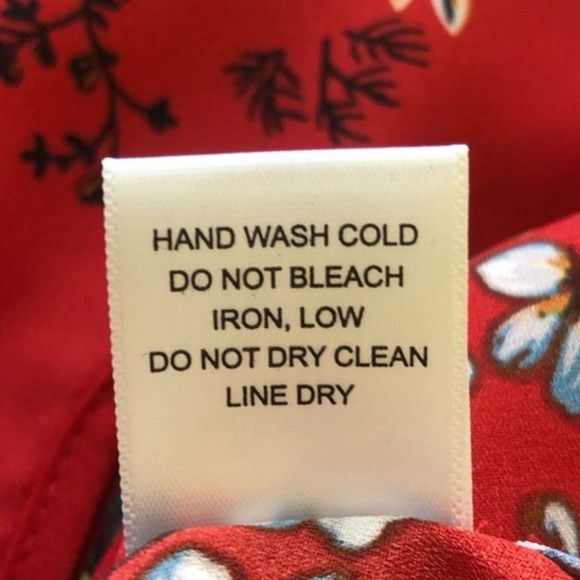 HAND WASH COLD
DO NOT BLEACH
IRON, LOW
DO NOT DRY CLEAN
LINE DRY